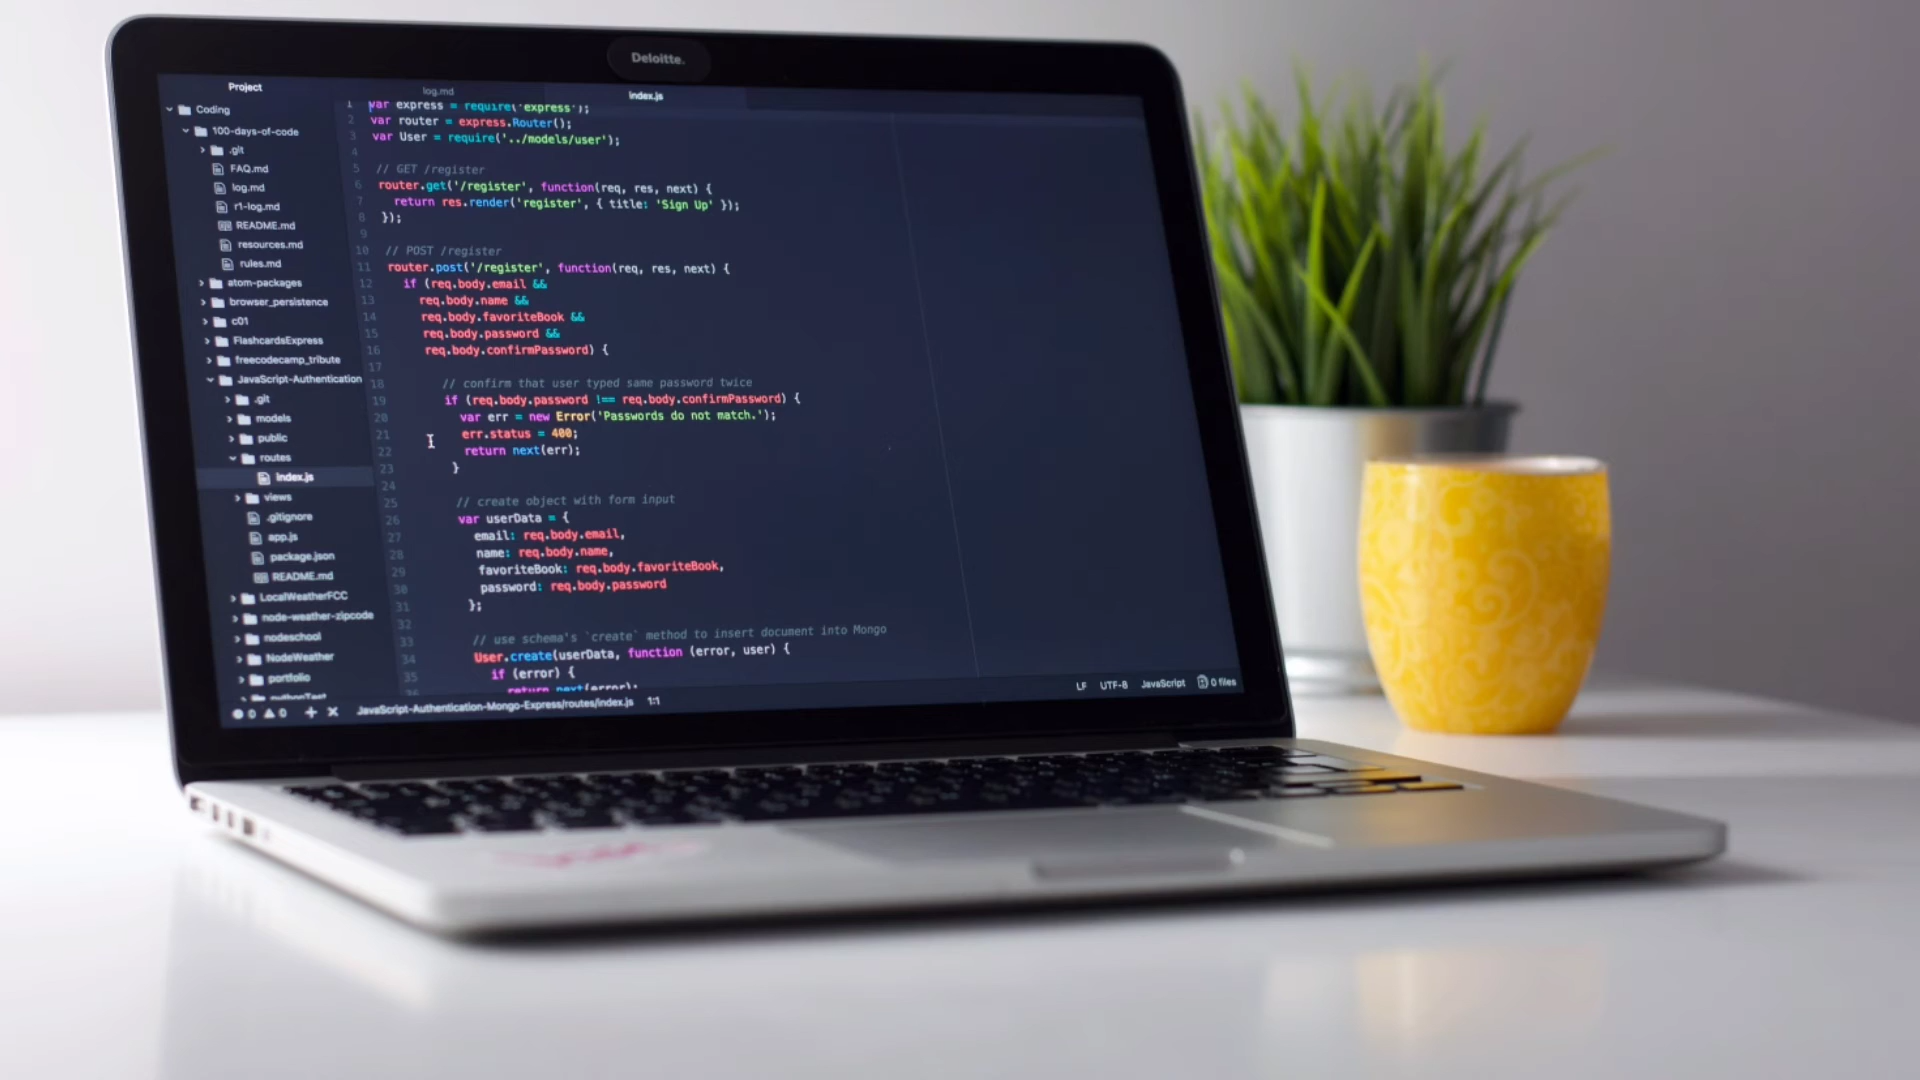 Deloitte.
Project
Coding
100-days-of-code
.git
FAQ.md
log.md
r1-log.md
README.md
resources.md
rules.md
atom-packages
browser_persistence
c01
FlashcardsExpress
freecodecamp_tribute
JavaScript-Authentication
.git
models
public
routes
index.js
views
.gitignore
app.js
package.json
README.md
LocalWeatherFCC
node-weather-zipcode
nodeschool
NodeWeather
portfolio
pythonTest
log.md
index.js
1 var express = require('express');
2 var router = express.Router();
3 var User = require('../models/user');
4
5 // GET /register
6 router.get('/register', function(req, res, next) {
7 return res.render('register', { title: 'Sign Up' });
8 });
9
10 // POST /register
11 router.post('/register', function(req, res, next) {
12 if (req.body.email &&
13 req.body.name &&
14 req.body.favoriteBook &&
15 req.body.password &&
16 req.body.confirmPassword) {
17
18 // confirm that user typed same password twice
19 if (req.body.password !== req.body.confirmPassword) {
20 var err = new Error('Passwords do not match.');
21 err.status = 400;
22 return next(err);
23 }
24
25 // create object with form input
26 var userData = {
27 email: req.body.email,
28 name: req.body.name,
29 favoriteBook: req.body.favoriteBook,
30 password: req.body.password
31 };
32
33 // use schema's `create` method to insert document into Mongo
34 User.create(userData, function (error, user) {
35 if (error) {
36 return next(error);
0 0 JavaScript-Authentication-Mongo-Express/routes/index.js 1:1
LF UTF-8 JavaScript 0 files